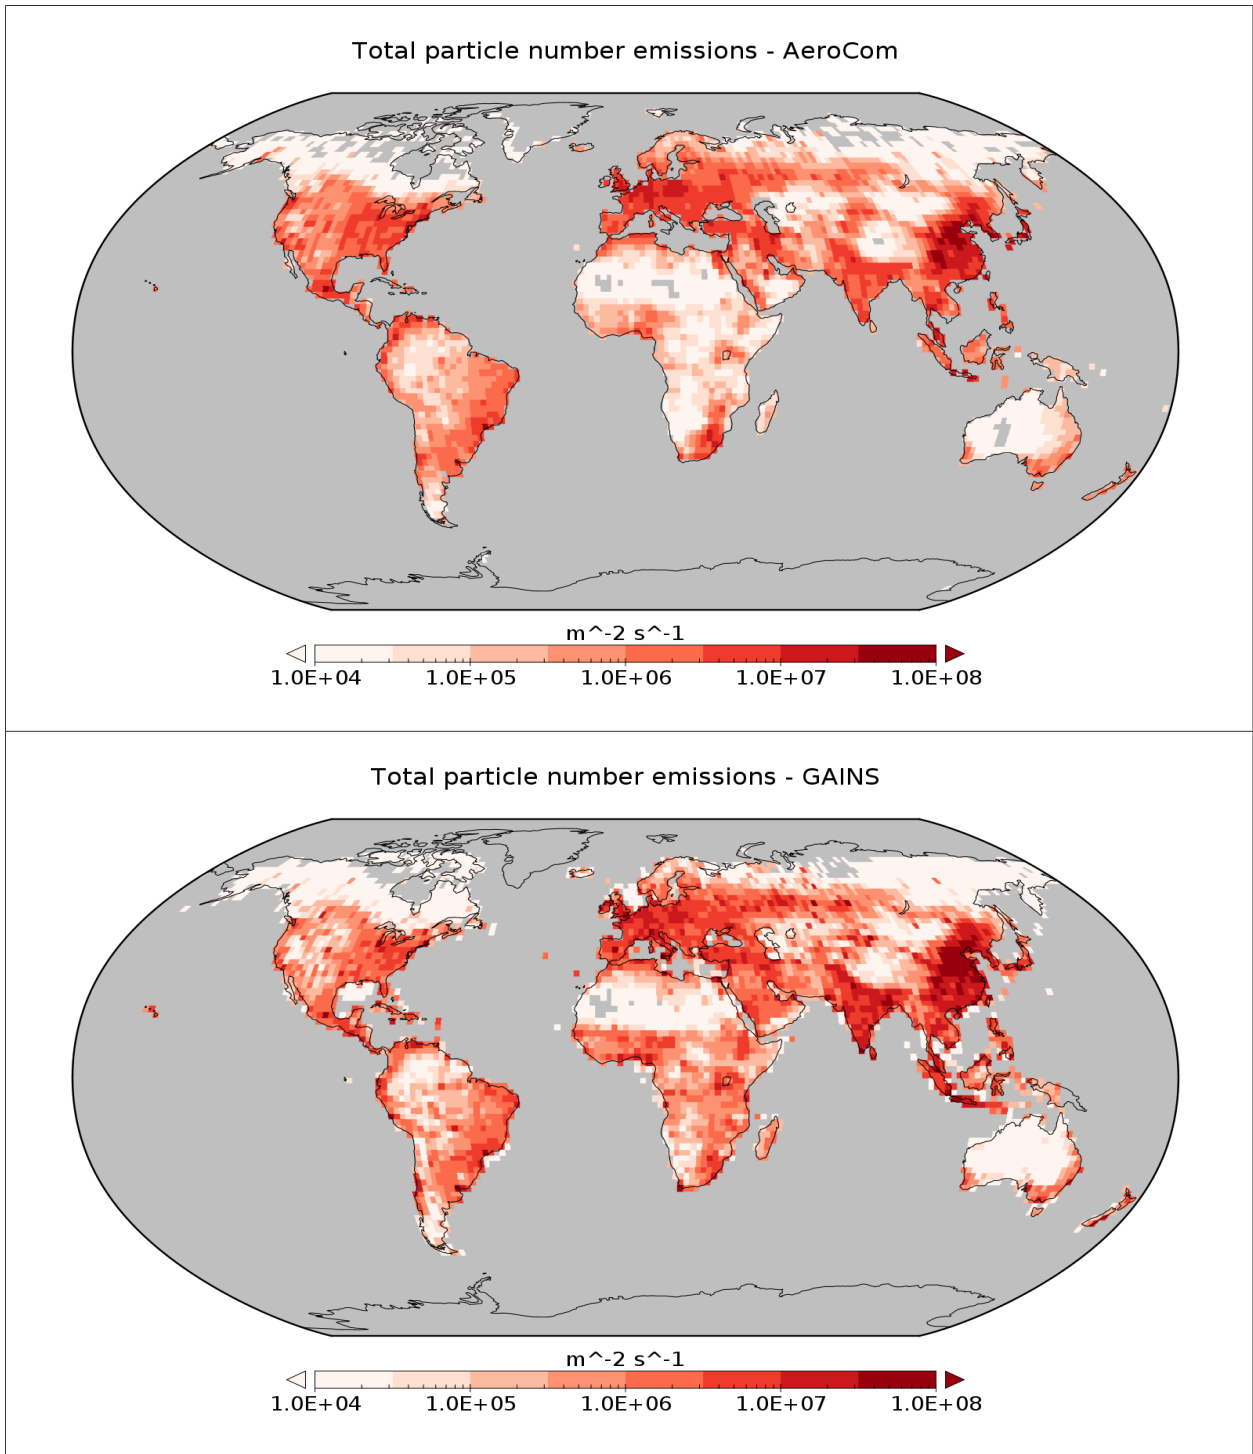 Total particle number emissions - AeroCom
m^-2 s^-1
1.0E+04 1.0E+05 1.0E+06 1.0E+07 1.0E+08
Total particle number emissions - GAINS
m^-2 s^-1
1.0E+04 1.0E+05 1.0E+06 1.0E+07 1.0E+08